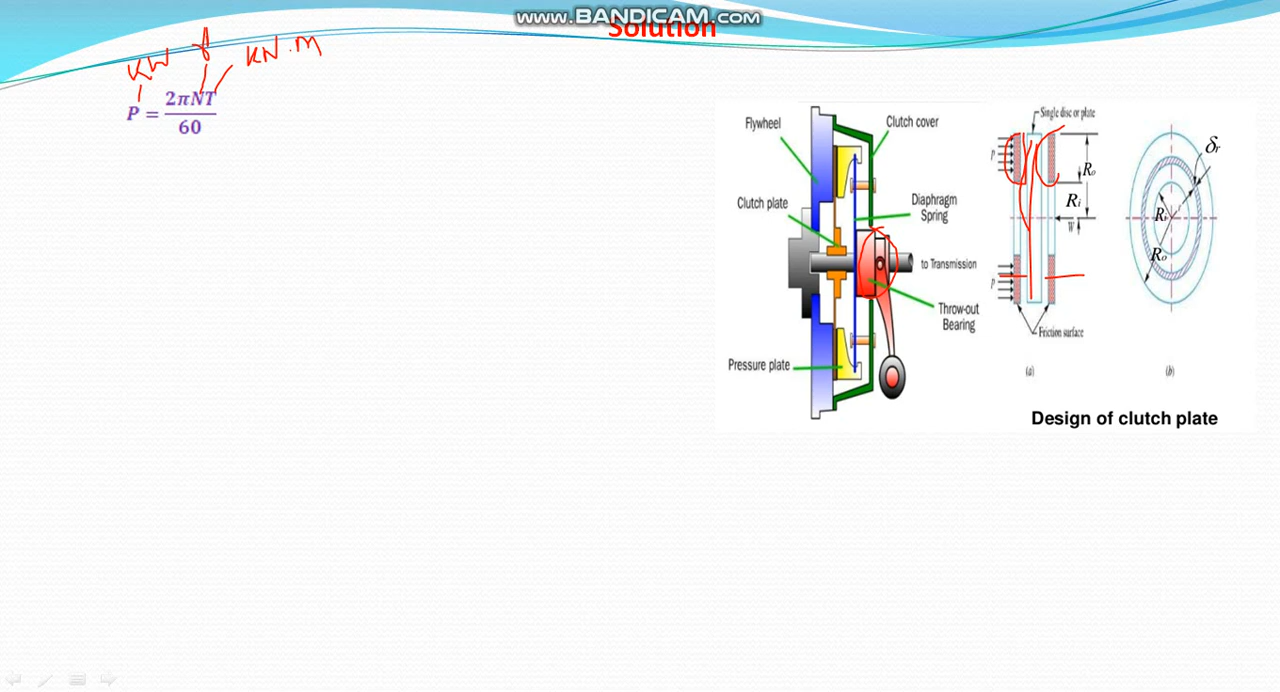 www.BANDICAM.com
Solution
KW
KN.M
P = 2πNT / 60
Flywheel
Clutch cover
Clutch plate
Diaphragm
Spring
to Transmission
Throw-out
Bearing
Pressure plate
Single disc or plate
p
Ro
Ri
W
p
Friction surface
(a)
δr
r
Ri
Ro
(b)
Design of clutch plate